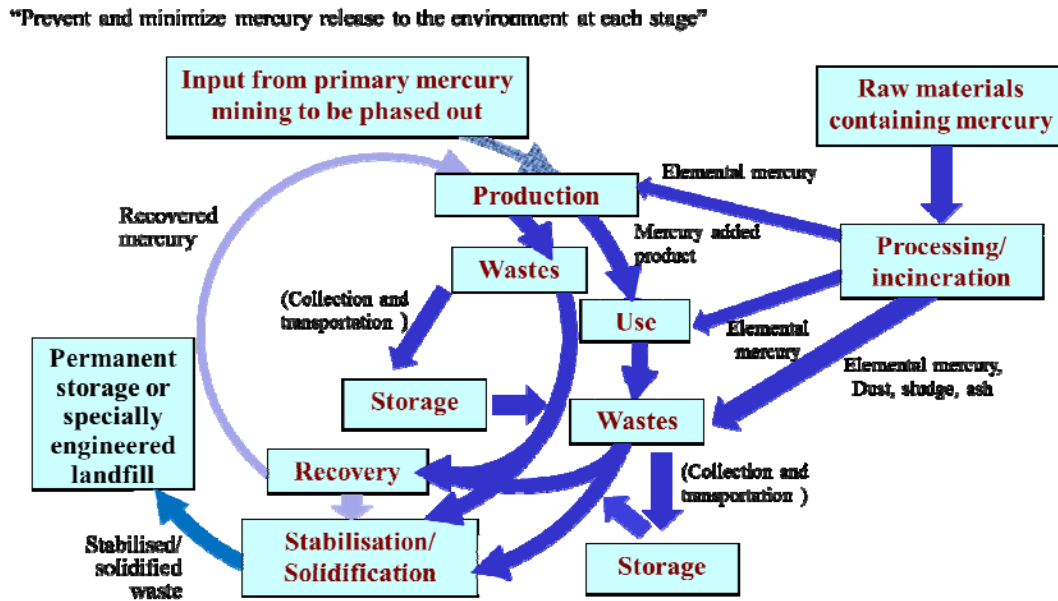 “Prevent and minimize mercury release to the environment at each stage”
Input from primary mercury
mining to be phased out
Raw materials
containing mercury
Elemental mercury
Production
Recovered
mercury
Mercury added
product
Processing/
incineration
Wastes
(Collection and
transportation )
Use
Elemental
mercury
Elemental mercury,
Dust, sludge, ash
Permanent
storage or
specially
engineered
landfill
Storage
Wastes
Recovery
(Collection and
transportation )
Stabilisation/
Solidification
Stabilised/
solidified
waste
Storage